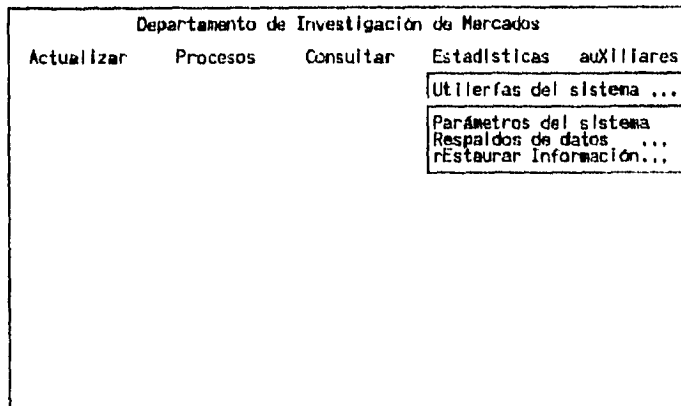 Departamento de Investigación de Mercados
Actualizar Procesos Consultar Estadísticas auXiliares
Utilerías del sistema ...
Parámetros del sistema
Respaldos de datos ...
rEstaurar Información...